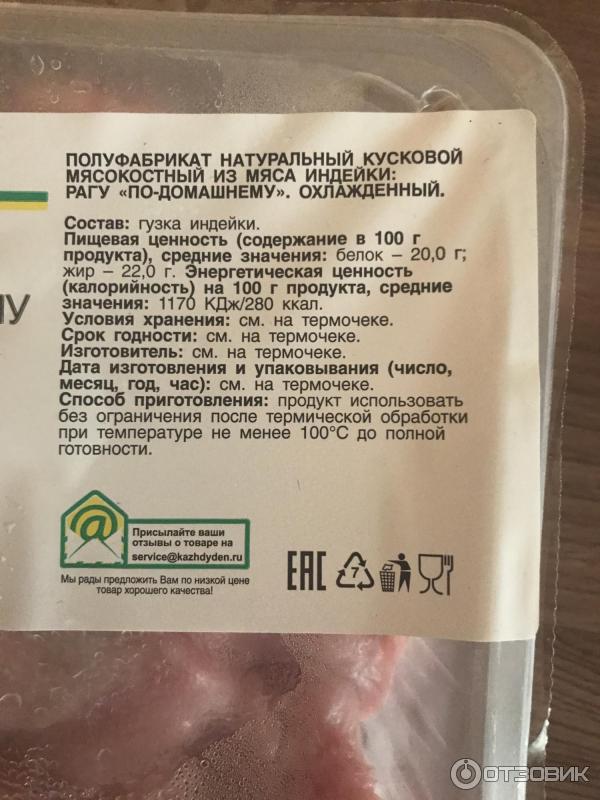 ПОЛУФАБРИКАТ НАТУРАЛЬНЫЙ КУСКОВОЙ
МЯСОКОСТНЫЙ ИЗ МЯСА ИНДЕЙКИ:
РАГУ «ПО-ДОМАШНЕМУ». ОХЛАЖДЕННЫЙ.
Состав: гузка индейки.
Пищевая ценность (содержание в 100 г
продукта), средние значения: белок – 20,0 г;
жир – 22,0 г. Энергетическая ценность
(калорийность) на 100 г продукта, средние
значения: 1170 КДж/280 ккал.
Условия хранения: см. на термочеке.
Срок годности: см. на термочеке.
Изготовитель: см. на термочеке.
Дата изготовления и упаковывания (число,
месяц, год, час): см. на термочеке.
Способ приготовления: продукт использовать
без ограничения после термической обработки
при температуре не менее 100°С до полной
готовности.
Присылайте ваши
отзывы о товаре на
service@kazhdyden.ru
Мы рады предложить Вам по низкой цене
товар хорошего качества!
EAC
7
ОТЗОВИК